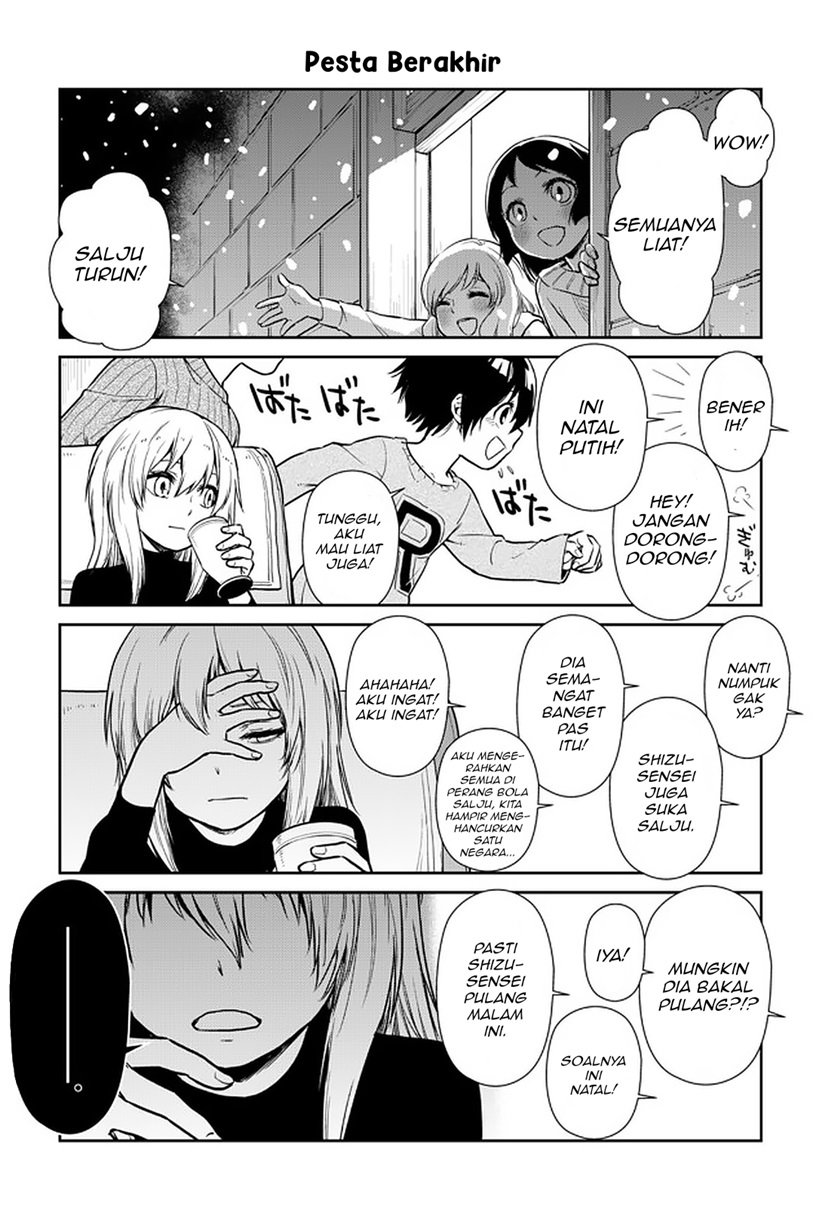 Pesta Berakhir
WOW!
SEMUANYA
LIAT!
SALJU
TURUN!
BENER
IH!
INI
NATAL
PUTIH!
HEY!
JANGAN
DORONG-
DORONG!
ぎゅむ
ばた ばた
ばた
TUNGGU,
AKU
MAU LIAT
JUGA!
NANTI
NUMPUK
GAK
YA?
SHIZU-
SENSEI
JUGA
SUKA
SALJU.
DIA
SEMA-
NGAT
BANGET
PAS
ITU!
AHAHAHA!
AKU INGAT!
AKU INGAT!
AKU MENGE-
RAHKAN
SEMUA DI
PERANG BOLA
SALJU, KITA
HAMPIR MENG-
HANCURKAN
SATU
NEGARA...
MUNGKIN
DIA BAKAL
PULANG?!?
IYA!
SOALNYA
INI
NATAL!
PASTI
SHIZU-
SENSEI
PULANG
MALAM
INI.
――。